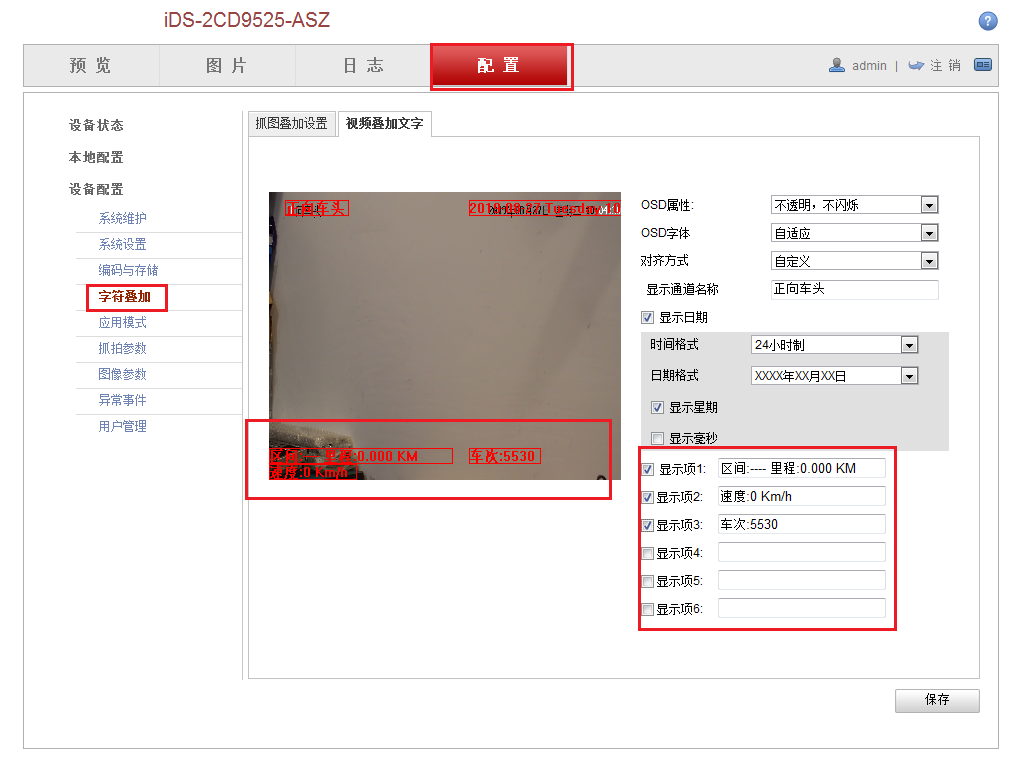 iDS-2CD9525-ASZ
预 览
图 片
日 志
配 置
admin | 注 销
设备状态
本地配置
设备配置
系统维护
系统设置
编码与存储
字符叠加
应用模式
抓拍参数
图像参数
异常事件
用户管理
抓图叠加设置
视频叠加文字
正向车头
区间:---- 里程:0.000 KM
车次:5530
速度:0 Km/h
OSD属性: 不透明，不闪烁
OSD字体 自适应
对齐方式 自定义
显示通道名称 正向车头
显示日期
时间格式 24小时制
日期格式 XXXX年XX月XX日
显示星期
显示毫秒
显示项1: 区间:---- 里程:0.000 KM
显示项2: 速度:0 Km/h
显示项3: 车次:5530
显示项4:
显示项5:
显示项6:
保存